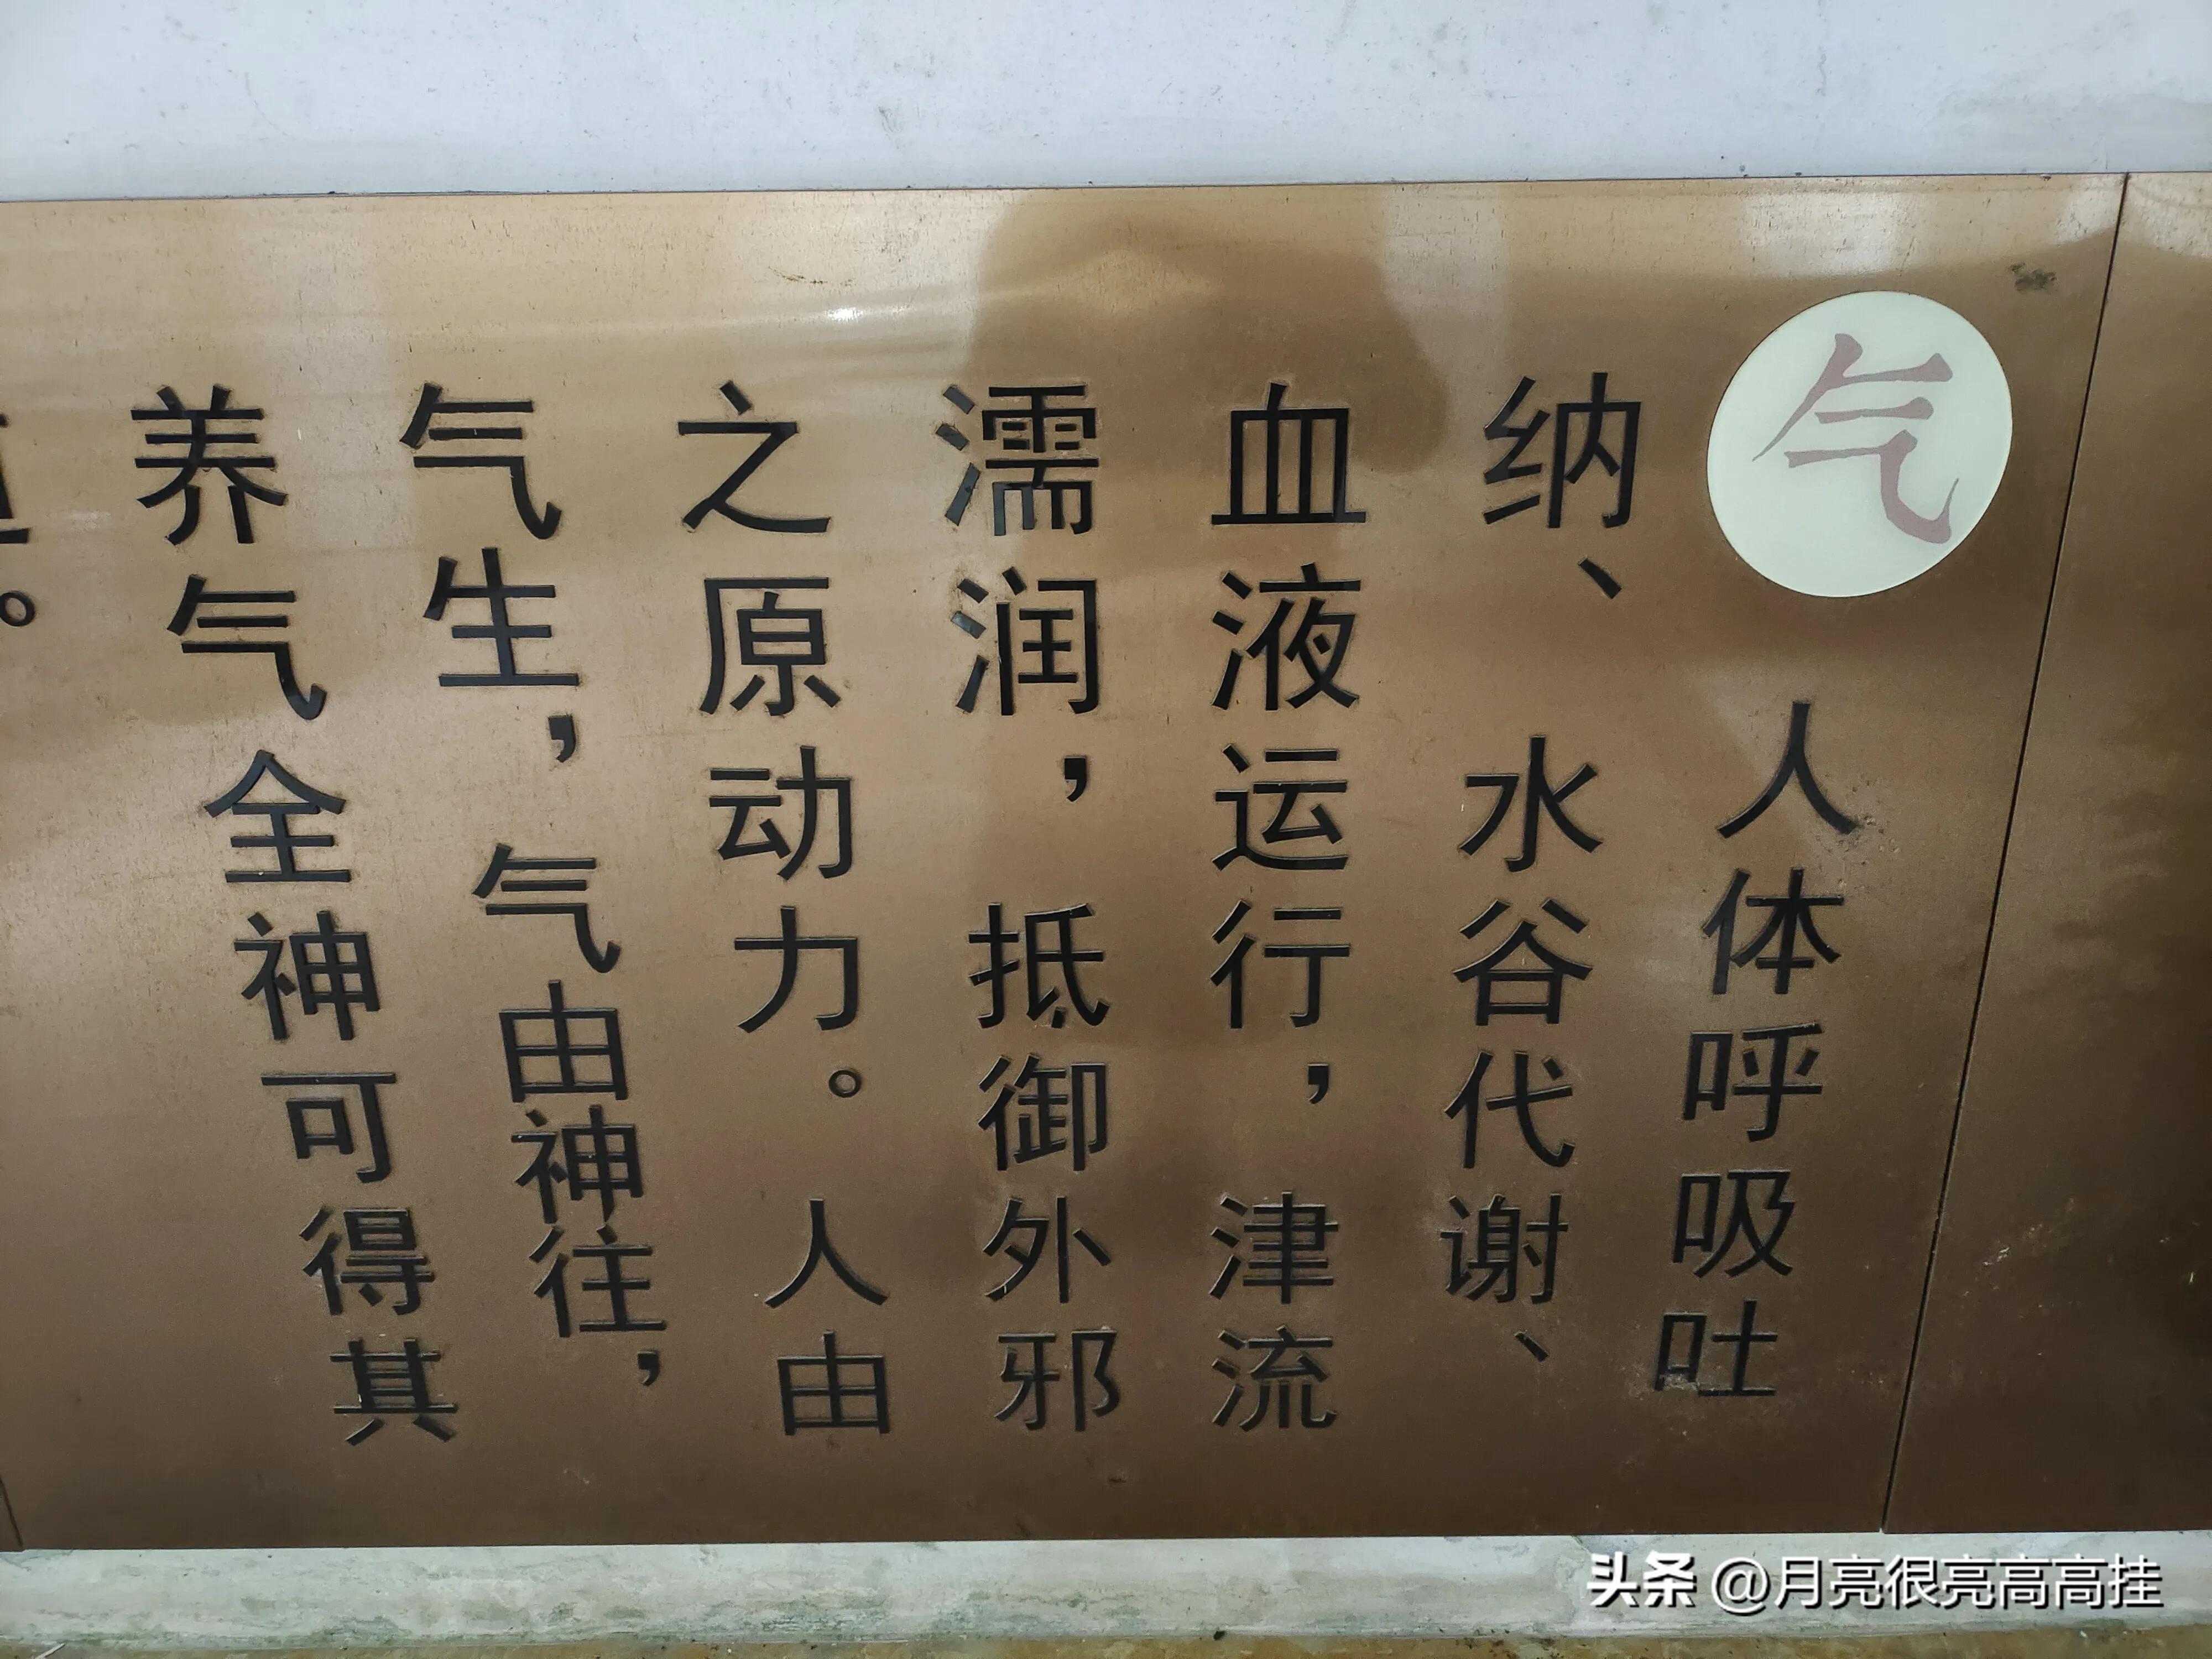 气
人体呼吸吐
纳、水谷代谢、
血液运行，津流
濡润，抵御外邪
之原动力。人由
气生，气由神往，
养气全神可得其
。
头条 @月亮很亮高高挂